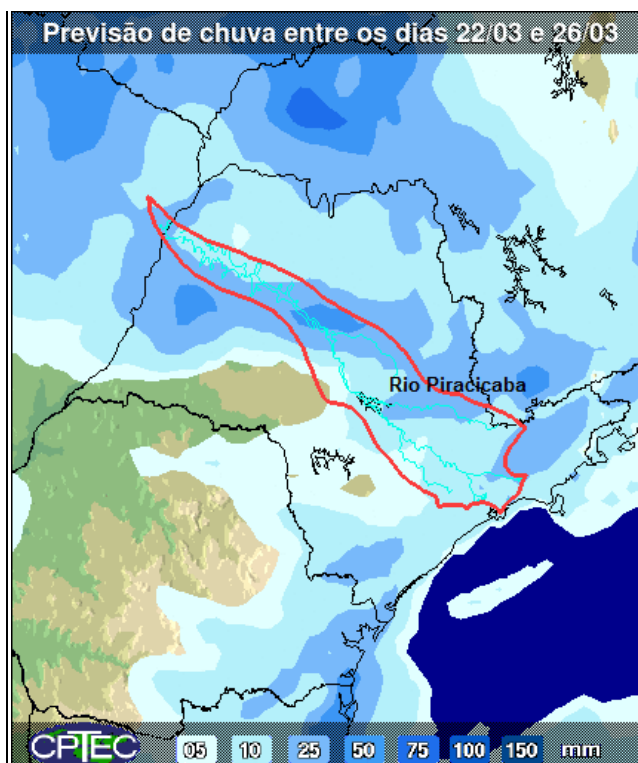 Previsão de chuva entre os dias 22/03 e 26/03
Rio Piracicaba
CPTEC 05 10 25 50 75 100 150 mm